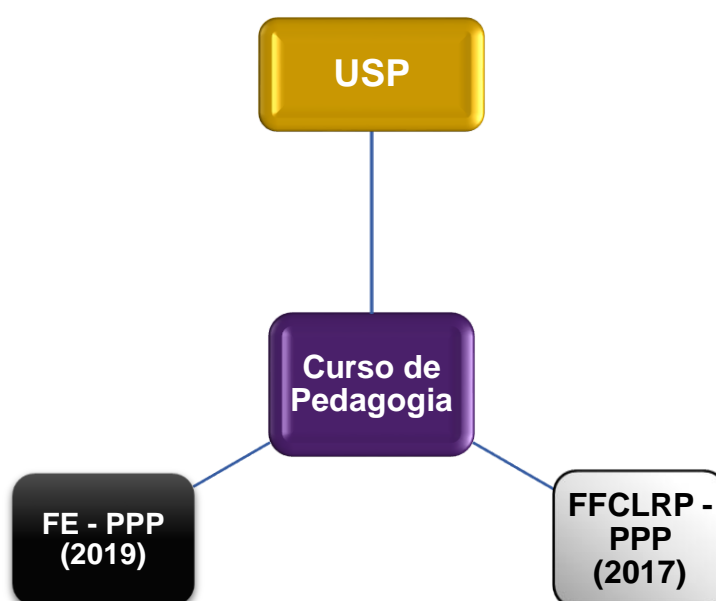 USP
Curso de
Pedagogia
FE - PPP
(2019)
FFCLRP -
PPP
(2017)